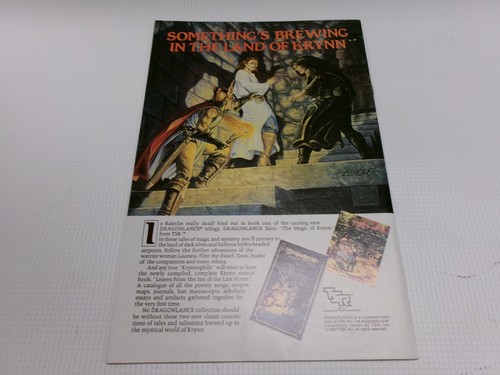 SOMETHING'S BREWING
IN THE LAND OF KRYNN
Is Raistlin really dead? Find out in book one of the exciting new
DRAGONLANCE® trilogy. DRAGONLANCE Tales, "The Magic of Krynn,"
from TSR.™
In these tales of magic and mystery, you'll journey to
the land of dark elves and hideous hydra-headed
serpents. Follow the further adventures of the
warrior woman Laurana, Flint the dwarf, Tanis, leader
of the companions and many others.
And any true "Krynnophile" will want to have
the newly compiled, complete Krynn source
book, "Leaves From the Inn of the Last Home."
A catalogue of all the poetry, songs, recipes
maps, journals, lost manuscripts, scholarly
essays and artifacts gathered together for
the very first time.
No DRAGONLANCE collection should
be without these two new classic concoc-
tions of tales and talismans brewed up in
the mystical world of Krynn.
DRAGONLANCE is a registered trade-